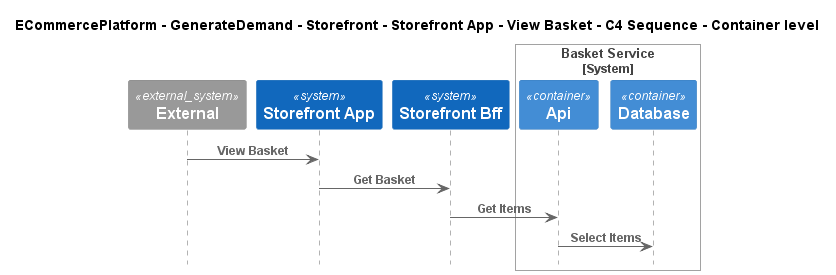 ECommercePlatform - GenerateDemand - Storefront - Storefront App - View Basket - C4 Sequence - Container level
Basket Service
[System]
«external_system»
External
«system»
Storefront App
«system»
Storefront Bff
«container»
Api
«container»
Database
View Basket
Get Basket
Get Items
Select Items